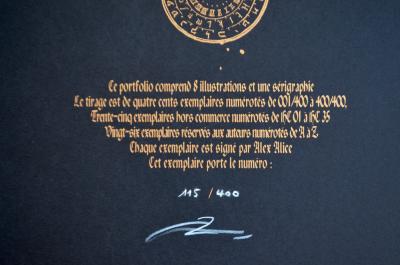 Ce portfolio comprend 8 illustrations et une sérigraphie
Le tirage est de quatre cents exemplaires numérotés de 001/400 à 400/400,
Trente-cinq exemplaires hors commerce numérotés de HC 01 à HC 35
Vingt-six exemplaires réservés aux auteurs numérotés de A à Z
Chaque exemplaire est signé par Alex Alice
Cet exemplaire porte le numéro :
115 / 400